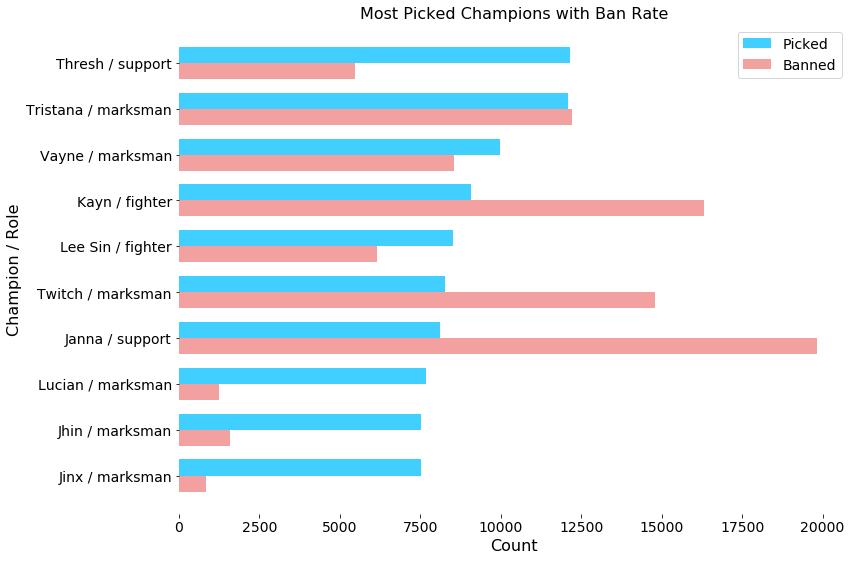 Most Picked Champions with Ban Rate
Picked
Banned
Champion / Role
Thresh / support
Tristana / marksman
Vayne / marksman
Kayn / fighter
Lee Sin / fighter
Twitch / marksman
Janna / support
Lucian / marksman
Jhin / marksman
Jinx / marksman
0 2500 5000 7500 10000 12500 15000 17500 20000
Count